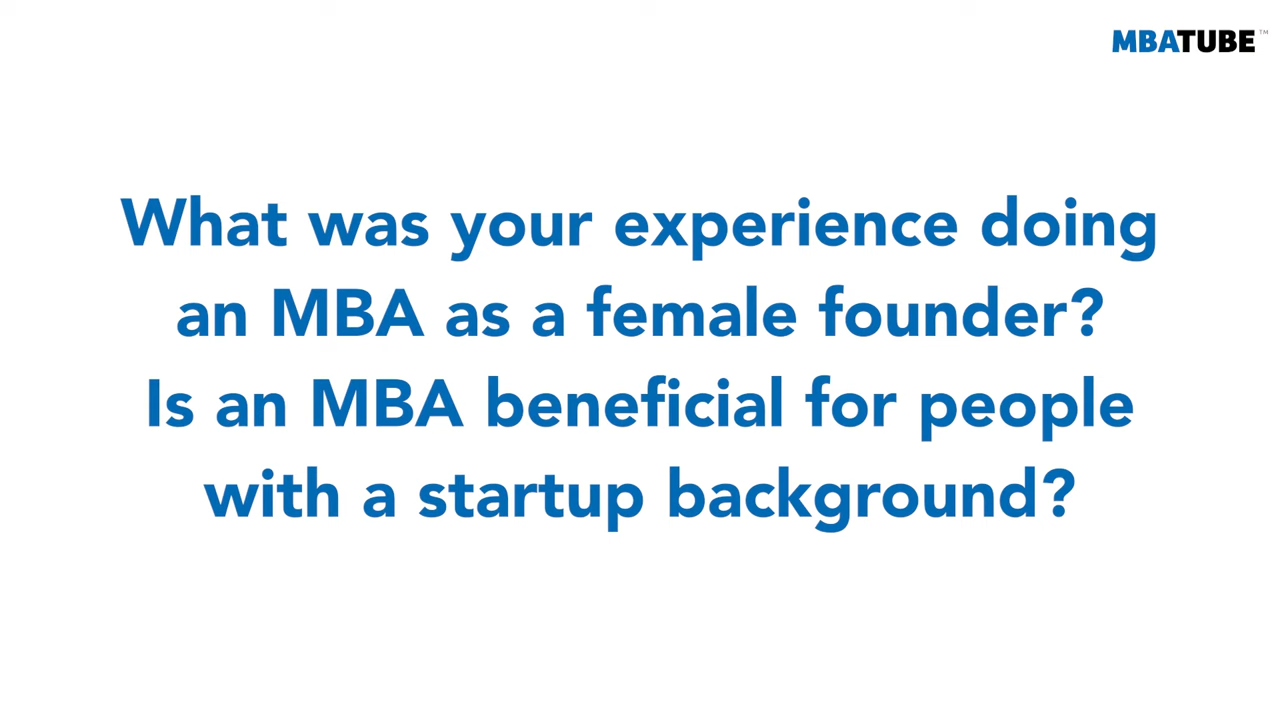 MBATUBE™
What was your experience doing
an MBA as a female founder?
Is an MBA beneficial for people
with a startup background?